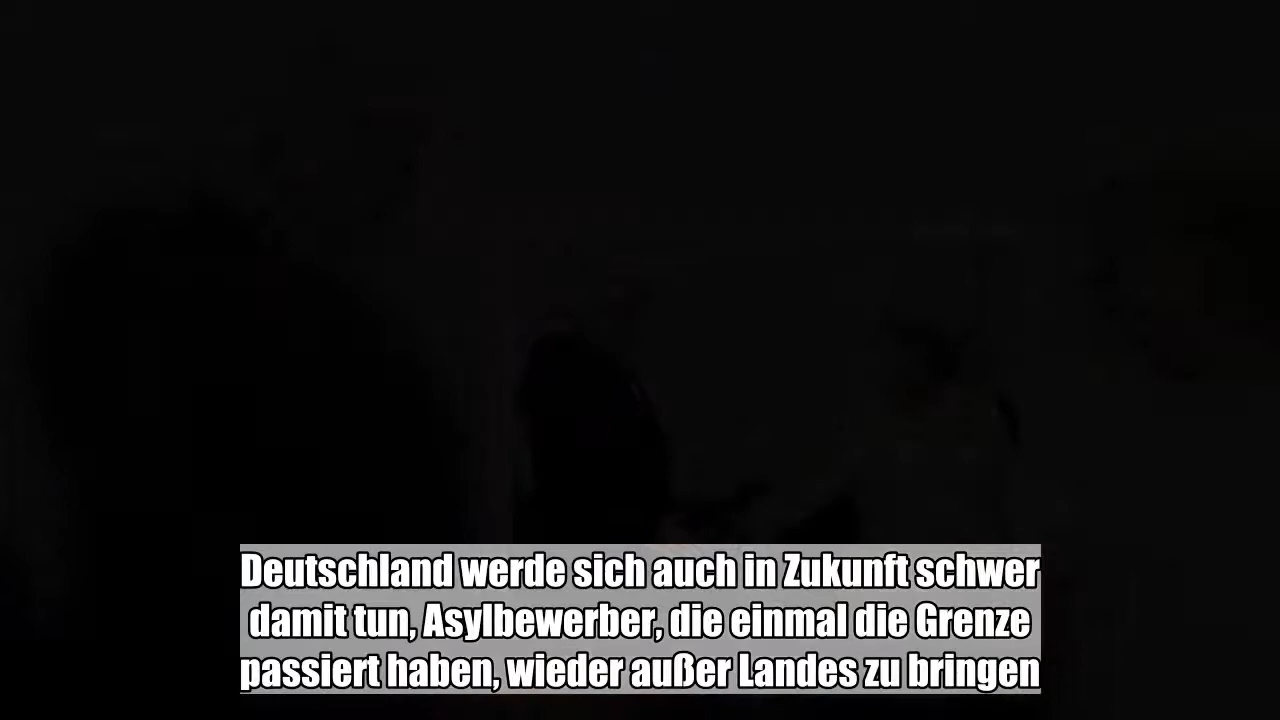 Deutschland werde sich auch in Zukunft schwer
damit tun, Asylbewerber, die einmal die Grenze
passiert haben, wieder außer Landes zu bringen